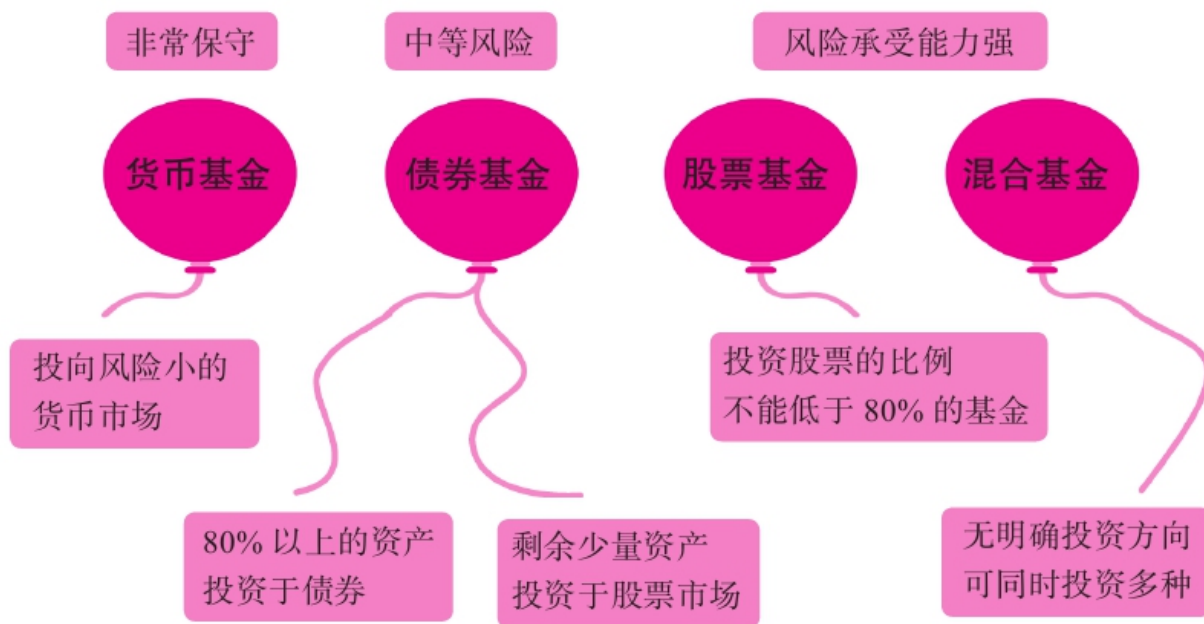 非常保守
中等风险
风险承受能力强
货币基金
债券基金
股票基金
混合基金
投向风险小的
货币市场
投资股票的比例
不能低于 80% 的基金
80% 以上的资产
投资于债券
剩余少量资产
投资于股票市场
无明确投资方向
可同时投资多种